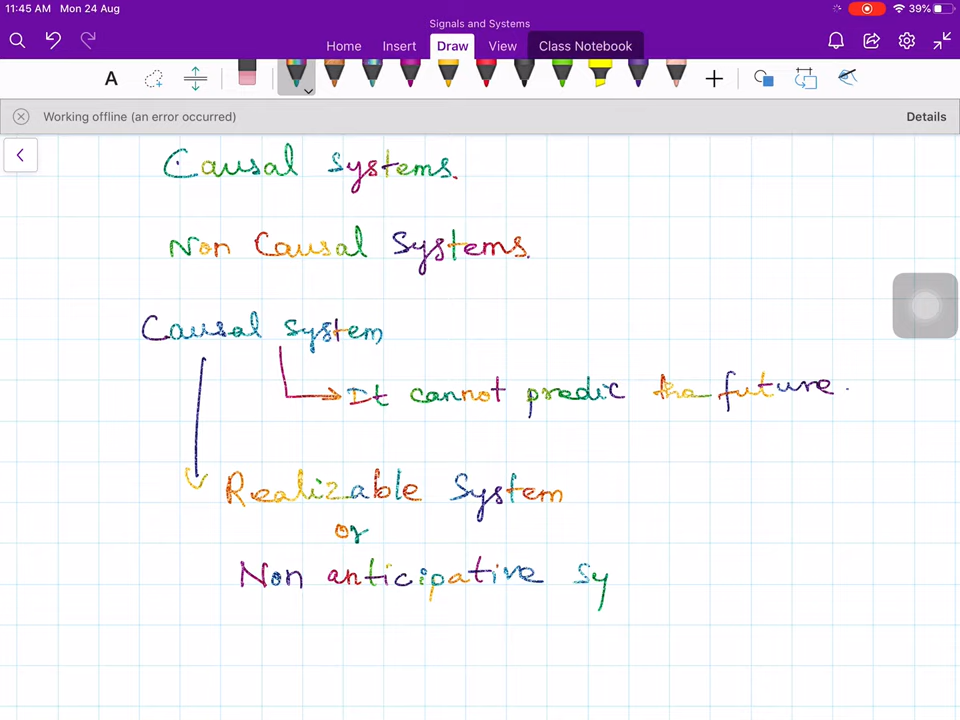 11:45 AM Mon 24 Aug
39%
Signals and Systems
Home Insert Draw View Class Notebook
A
Working offline (an error occurred)
Details
Causal Systems.
Non Causal Systems.
Causal system
It cannot predic the future.
Realizable System
or
Non anticipative Sy